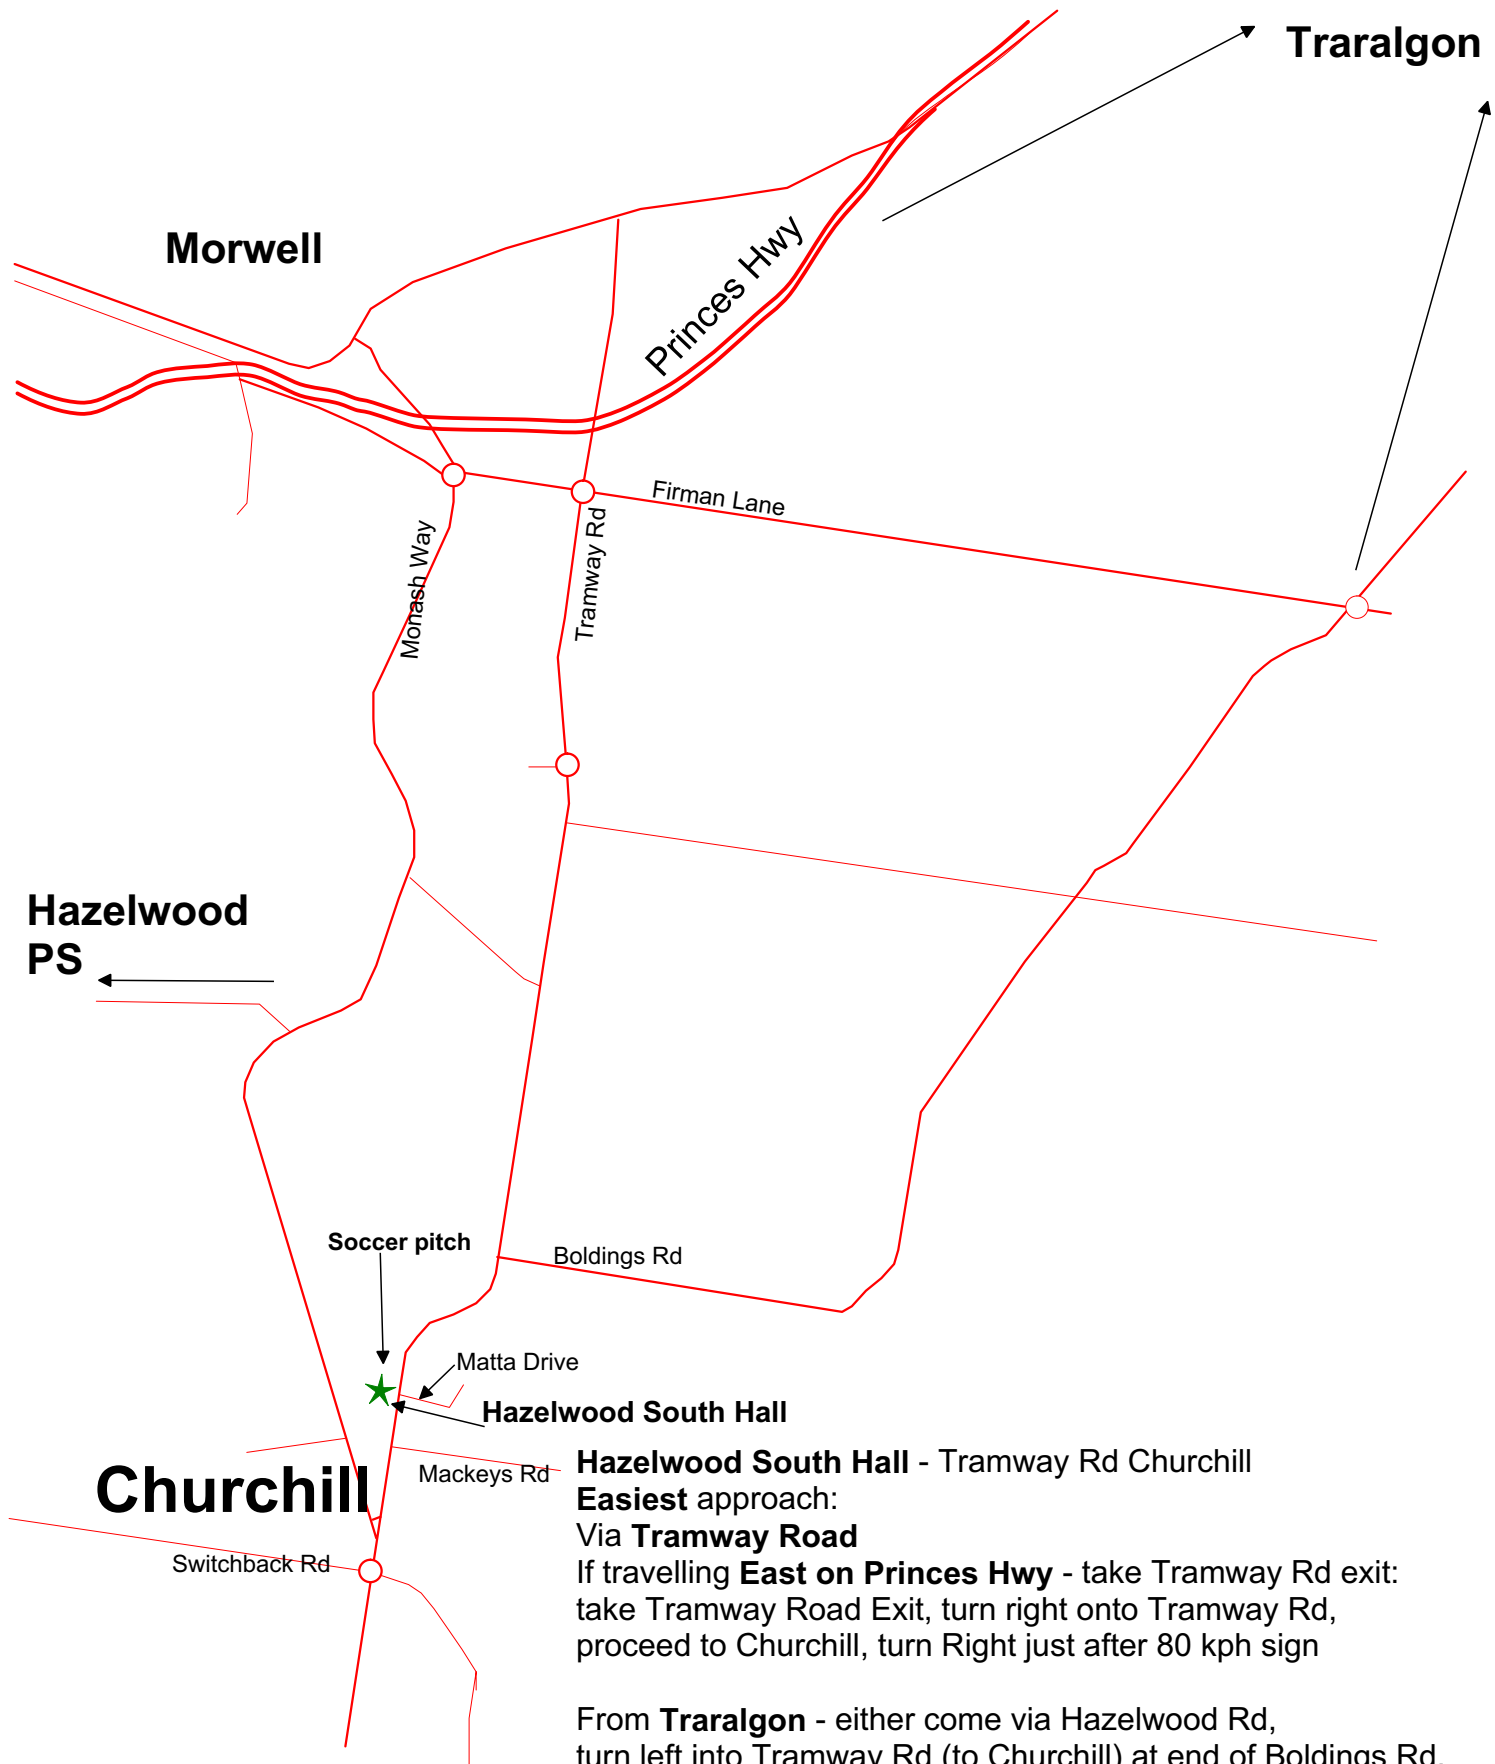 Traralgon
Morwell
Princes Hwy
Firman Lane
Monash Way
Tramway Rd
Hazelwood
PS
Soccer pitch
Boldings Rd
Matta Drive
Hazelwood South Hall
Churchill
Mackeys Rd
Switchback Rd
Hazelwood South Hall - Tramway Rd Churchill
Easiest approach:
Via Tramway Road
If travelling East on Princes Hwy - take Tramway Rd exit:
take Tramway Road Exit, turn right onto Tramway Rd,
proceed to Churchill, turn Right just after 80 kph sign
From Traralgon - either come via Hazelwood Rd,
turn left into Tramway Rd (to Churchill) at end of Boldings Rd,